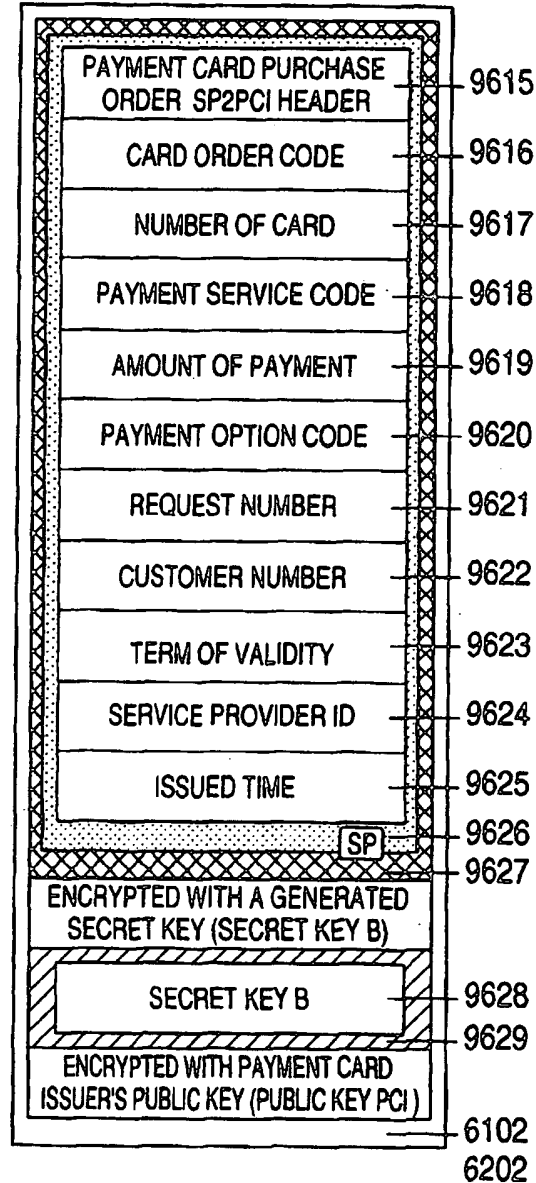 PAYMENT CARD PURCHASE
ORDER SP2PCI HEADER
9615
CARD ORDER CODE
9616
NUMBER OF CARD
9617
PAYMENT SERVICE CODE
9618
AMOUNT OF PAYMENT
9619
PAYMENT OPTION CODE
9620
REQUEST NUMBER
9621
CUSTOMER NUMBER
9622
TERM OF VALIDITY
9623
SERVICE PROVIDER ID
9624
ISSUED TIME
9625
SP
9626
9627
ENCRYPTED WITH A GENERATED
SECRET KEY (SECRET KEY B)
SECRET KEY B
9628
9629
ENCRYPTED WITH PAYMENT CARD
ISSUER'S PUBLIC KEY (PUBLIC KEY PCI)
6102
6202